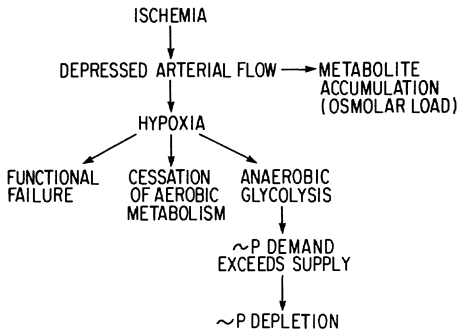 ISCHEMIA
DEPRESSED ARTERIAL FLOW
METABOLITE
ACCUMULATION
(OSMOLAR LOAD)
HYPOXIA
FUNCTIONAL
FAILURE
CESSATION
OF AEROBIC
METABOLISM
ANAEROBIC
GLYCOLYSIS
~P DEMAND
EXCEEDS SUPPLY
~P DEPLETION